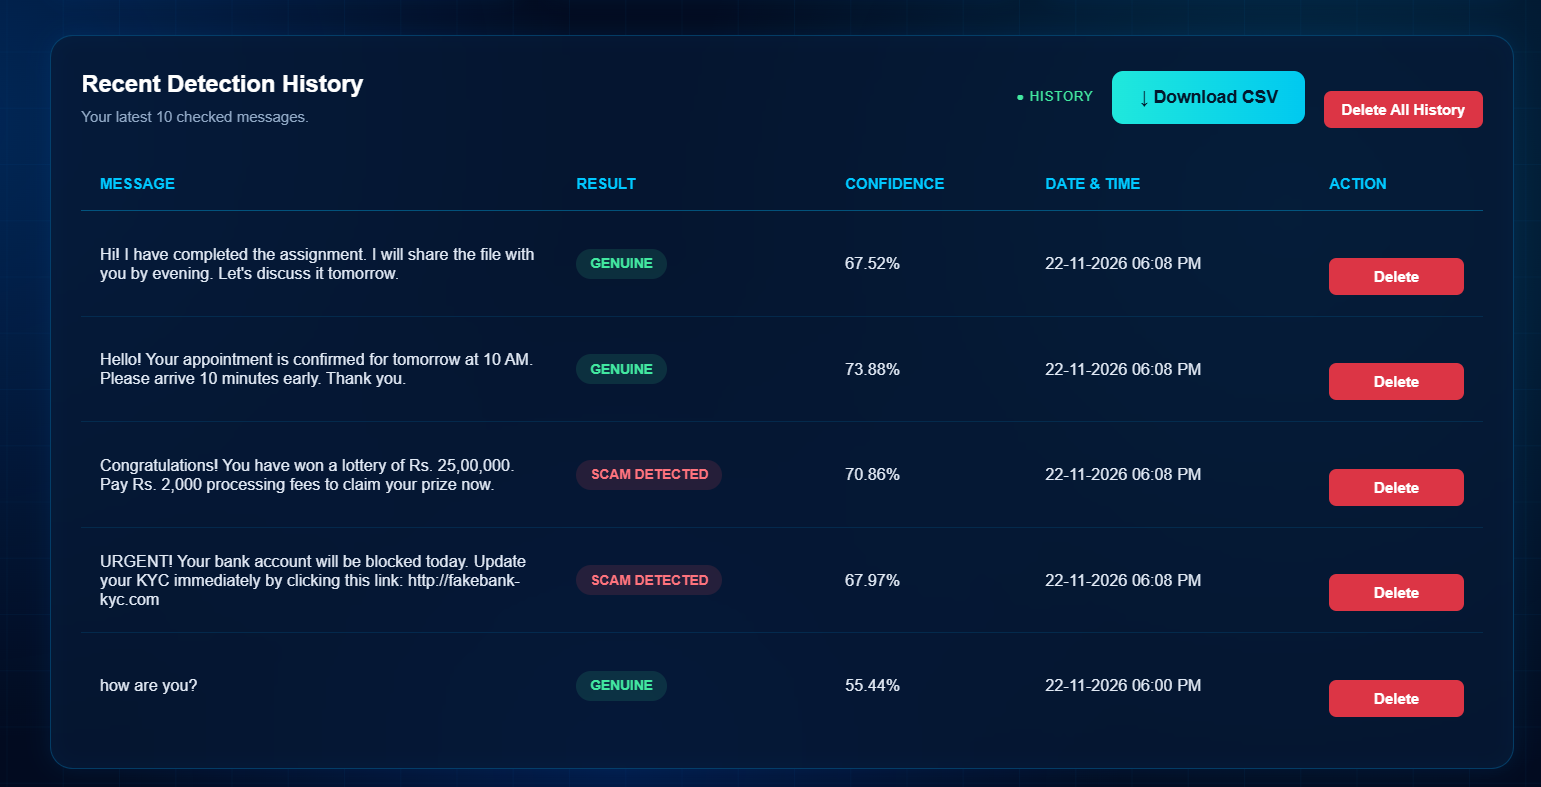 Recent Detection History
Your latest 10 checked messages.
● HISTORY
↓ Download CSV
Delete All History
MESSAGE RESULT CONFIDENCE DATE & TIME ACTION
Hi! I have completed the assignment. I will share the file with
you by evening. Let's discuss it tomorrow.
GENUINE 67.52% 22-11-2026 06:08 PM Delete
Hello! Your appointment is confirmed for tomorrow at 10 AM.
Please arrive 10 minutes early. Thank you.
GENUINE 73.88% 22-11-2026 06:08 PM Delete
Congratulations! You have won a lottery of Rs. 25,00,000.
Pay Rs. 2,000 processing fees to claim your prize now.
SCAM DETECTED 70.86% 22-11-2026 06:08 PM Delete
URGENT! Your bank account will be blocked today. Update
your KYC immediately by clicking this link: http://fakebank-
kyc.com
SCAM DETECTED 67.97% 22-11-2026 06:08 PM Delete
how are you? GENUINE 55.44% 22-11-2026 06:00 PM Delete